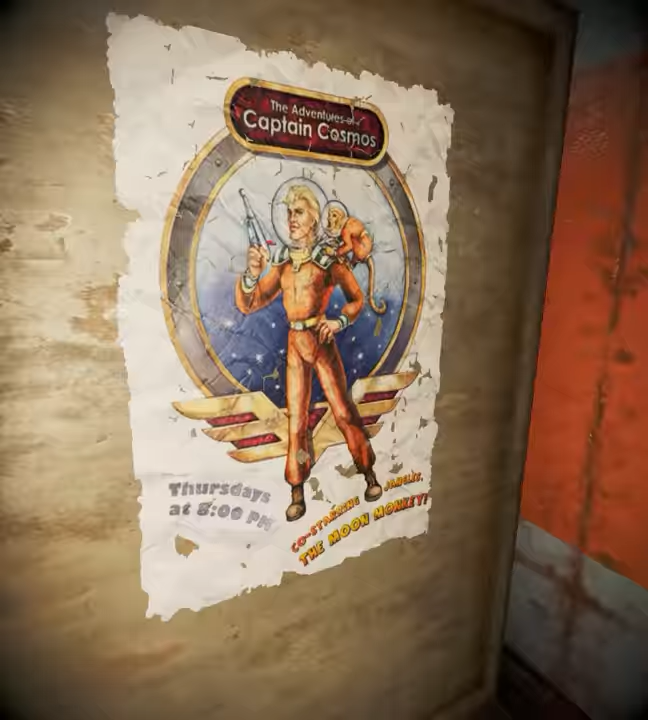 The Adventures of
Captain Cosmos
Thursdays
at 8:00 PM
CO-STARRING JANGLES,
THE MOON MONKEY!